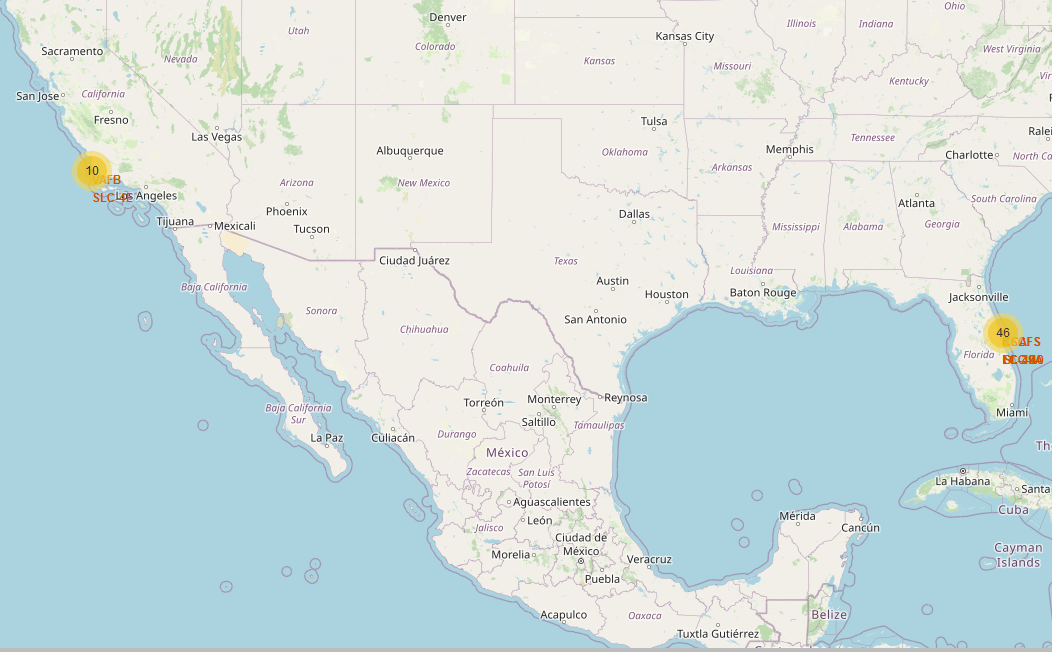 Denver
Ohio
Illinois
Indiana
Utah
Kansas City
Colorado
Sacramento
West Virginia
Nevada
Kansas
Missouri
Kentucky
San Jose
California
Fresno
Tulsa
Las Vegas
Tennessee
Albuquerque
Oklahoma
Memphis
Charlotte
Arkansas
10
Arizona
New Mexico
Los Angeles
South Carolina
Atlanta
Phoenix
Dallas
Tijuana
Mexicali
Tucson
Mississippi
Alabama
Georgia
Ciudad Juárez
Texas
Louisiana
Austin
Baja California
Houston
Baton Rouge
Jacksonville
Sonora
San Antonio
Chihuahua
46
Florida
Coahuila
Torreón
Monterrey
Reynosa
Baja California
Sur
Saltillo
Miami
Tamaulipas
La Paz
Culiacán
Durango
México
Zacatecas
San Luis
Potosí
La Habana
Santa
Aguascalientes
Cuba
León
Mérida
Jalisco
Cancún
Ciudad de
México
Morelia
Veracruz
Cayman
Islands
Puebla
Acapulco
Oaxaca
Belize
Tuxtla Gutiérrez